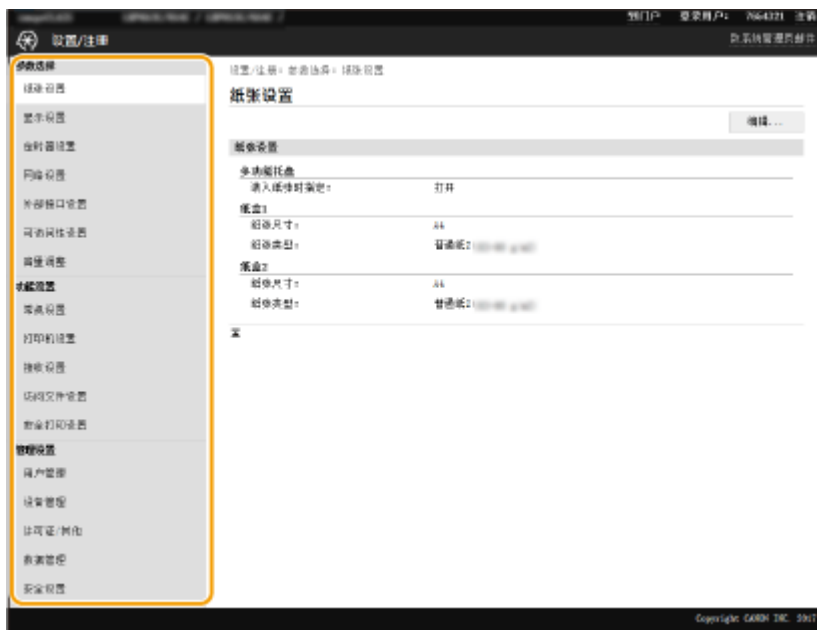 到门户 登录用户: 7654321 注销
设置/注册
致系统管理员邮件
参数选择
纸张设置
显示设置
定时器设置
网络设置
外部接口设置
可访问性设置
音量调整
功能设置
常规设置
打印机设置
接收设置
访问文件设置
安全打印设置
管理设置
用户管理
设备管理
许可证/其他
数据管理
安全设置
设置/注册: 参数选择: 纸张设置
纸张设置
编辑...
纸张设置
多功能托盘
装入纸张时指定: 打开
纸盒1
纸张尺寸: A4
纸张类型: 普通纸2
纸盒2
纸张尺寸: A4
纸张类型: 普通纸2
Copyright CANON INC. 2017